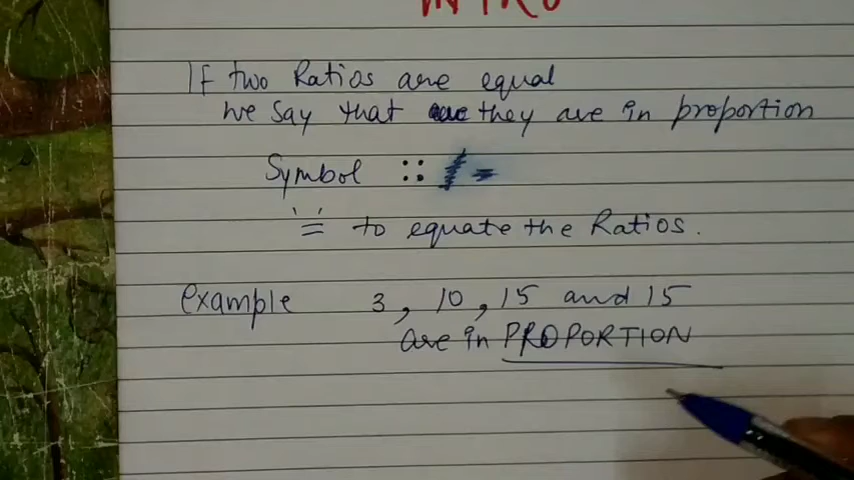 INTRO
If two Ratios are equal
we say that they are in proportion
Symbol :: =
'=' to equate the Ratios.
example 3, 10, 15 and 15
are in PROPORTION